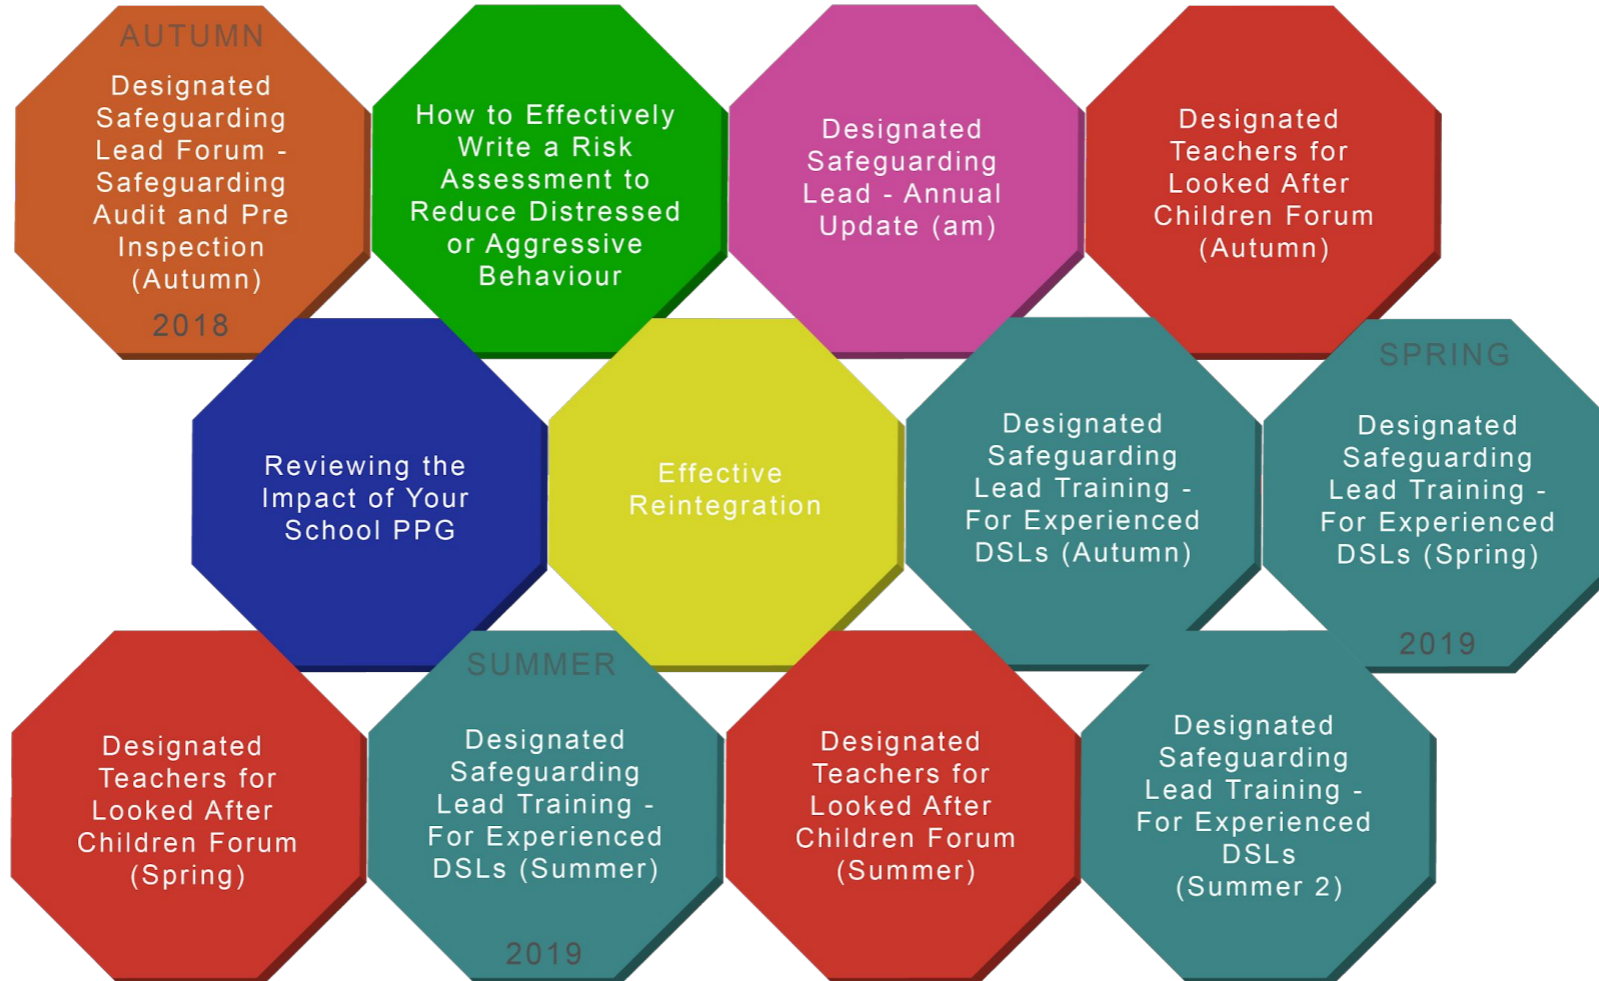 AUTUMN
Designated
Safeguarding
Lead Forum -
Safeguarding
Audit and Pre
Inspection
(Autumn)
2018
How to Effectively
Write a Risk
Assessment to
Reduce Distressed
or Aggressive
Behaviour
Designated
Safeguarding
Lead - Annual
Update (am)
Designated
Teachers for
Looked After
Children Forum
(Autumn)
Reviewing the
Impact of Your
School PPG
Effective
Reintegration
Designated
Safeguarding
Lead Training -
For Experienced
DSLs (Autumn)
SPRING
Designated
Safeguarding
Lead Training -
For Experienced
DSLs (Spring)
2019
Designated
Teachers for
Looked After
Children Forum
(Spring)
SUMMER
Designated
Safeguarding
Lead Training -
For Experienced
DSLs (Summer)
2019
Designated
Teachers for
Looked After
Children Forum
(Summer)
Designated
Safeguarding
Lead Training -
For Experienced
DSLs
(Summer 2)